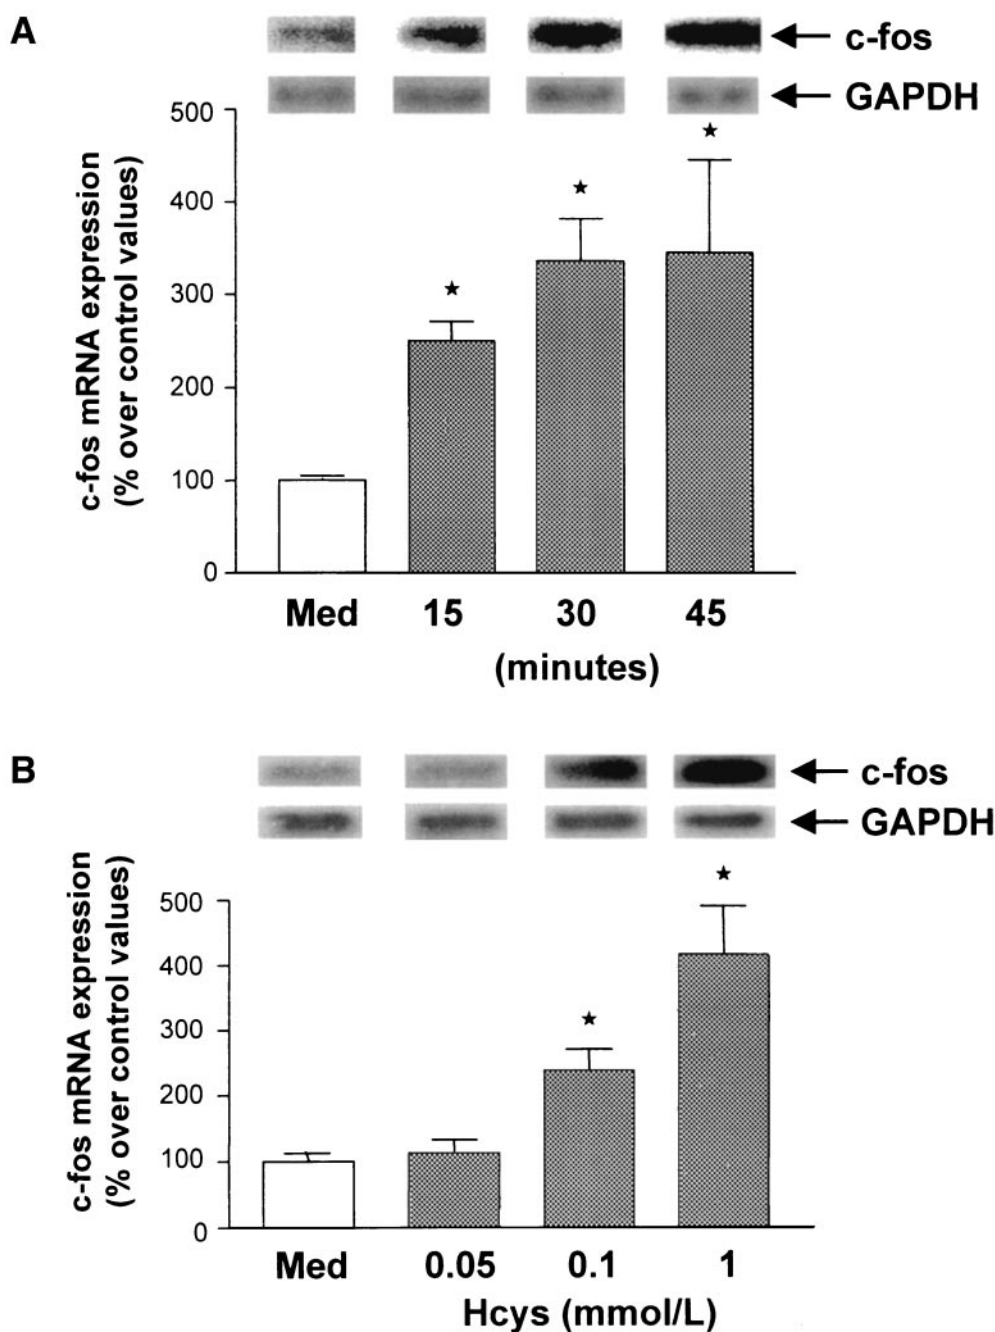 A
c-fos
GAPDH
c-fos mRNA expression
(% over control values)
500
400
300
200
100
0
Med 15 30 45
(minutes)
B
c-fos
GAPDH
c-fos mRNA expression
(% over control values)
500
400
300
200
100
0
Med 0.05 0.1 1
Hcys (mmol/L)